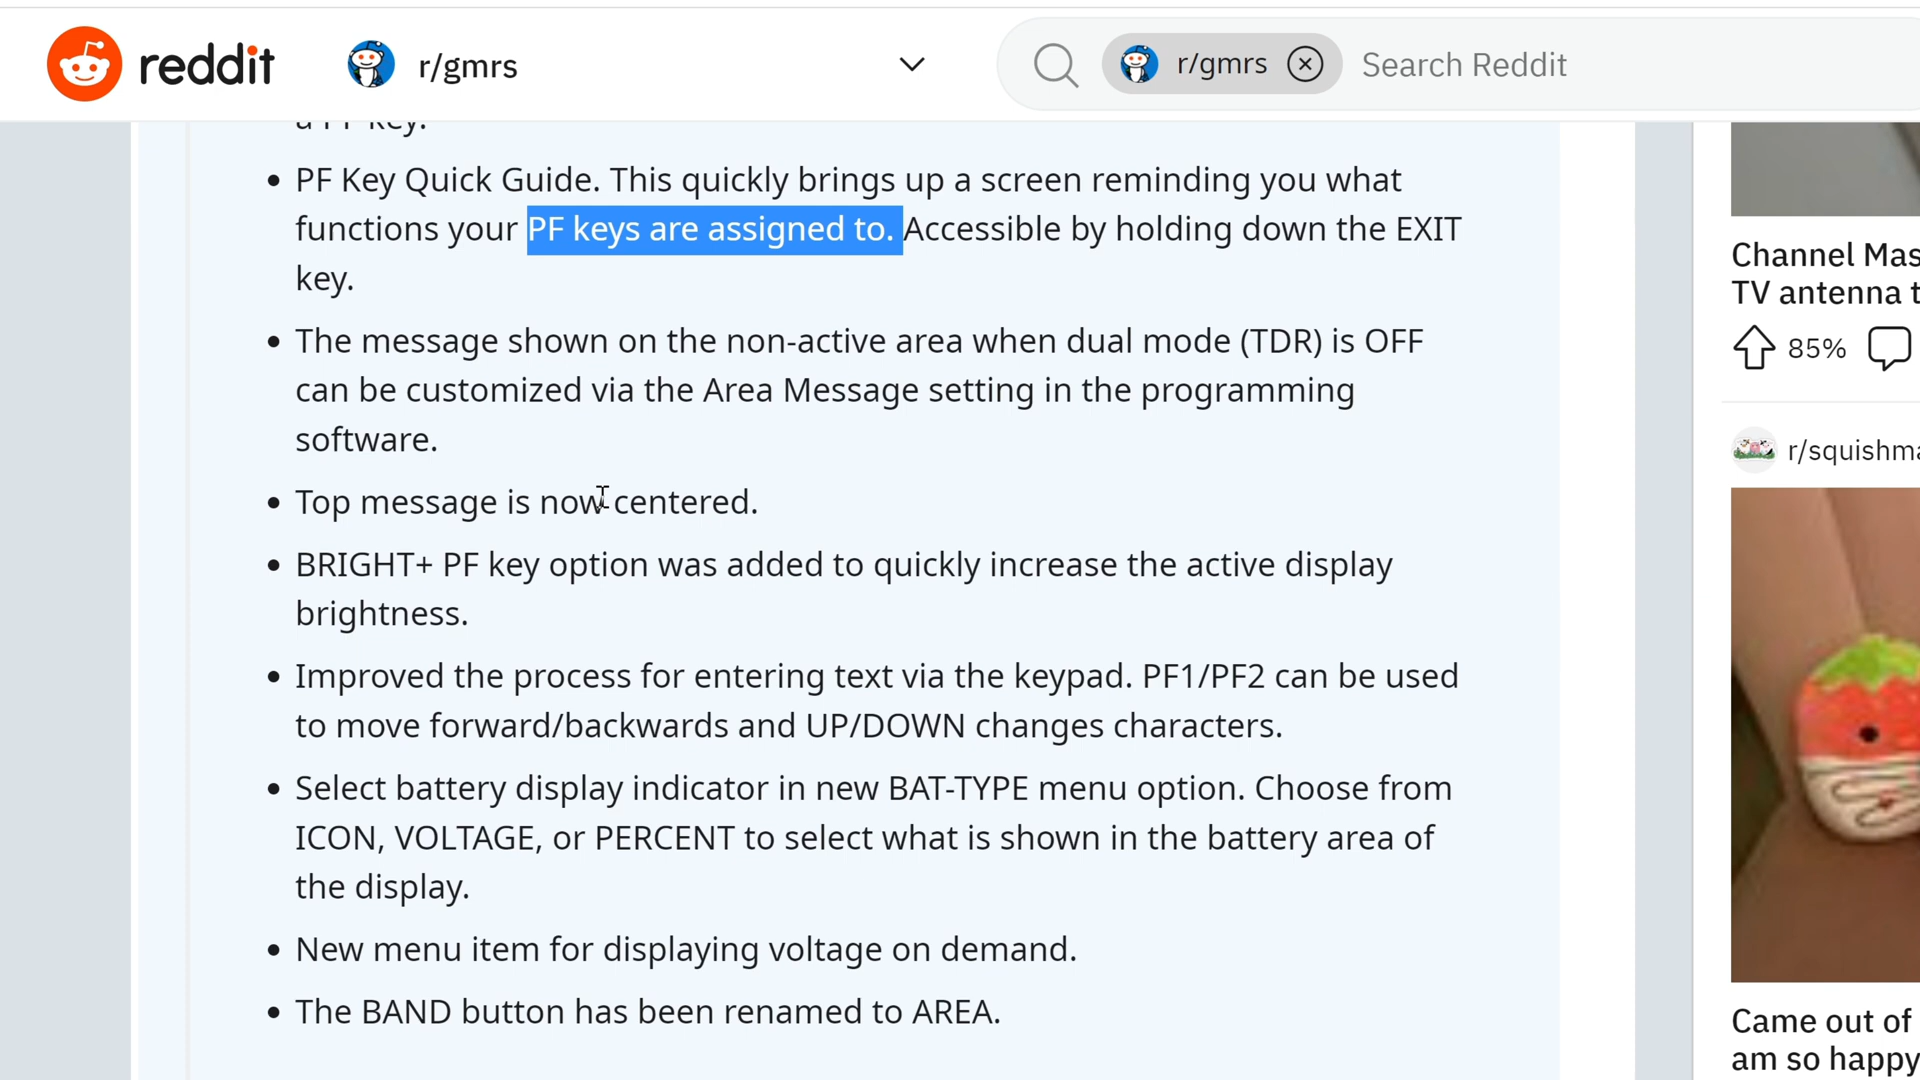 reddit
r/gmrs
r/gmrs
Search Reddit
PF Key Quick Guide. This quickly brings up a screen reminding you what
functions your PF keys are assigned to. Accessible by holding down the EXIT
key.
The message shown on the non-active area when dual mode (TDR) is OFF
can be customized via the Area Message setting in the programming
software.
Top message is now centered.
BRIGHT+ PF key option was added to quickly increase the active display
brightness.
Improved the process for entering text via the keypad. PF1/PF2 can be used
to move forward/backwards and UP/DOWN changes characters.
Select battery display indicator in new BAT-TYPE menu option. Choose from
ICON, VOLTAGE, or PERCENT to select what is shown in the battery area of
the display.
New menu item for displaying voltage on demand.
The BAND button has been renamed to AREA.
Channel Mas
TV antenna t
85%
r/squishma
Came out of
am so happy